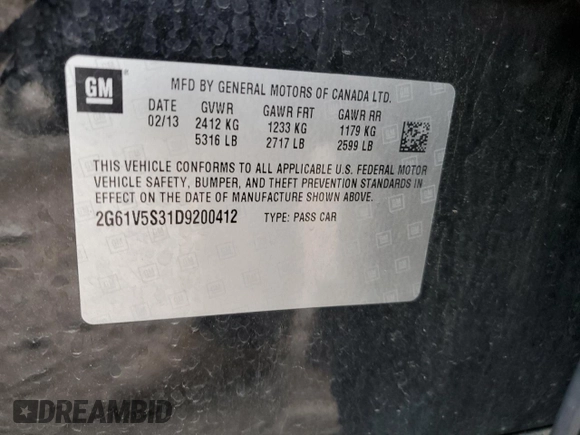 GM
MFD BY GENERAL MOTORS OF CANADA LTD.
DATE GVWR GAWR FRT GAWR RR
02/13 2412 KG 1233 KG 1179 KG
5316 LB 2717 LB 2599 LB
THIS VEHICLE CONFORMS TO ALL APPLICABLE U.S. FEDERAL MOTOR
VEHICLE SAFETY, BUMPER, AND THEFT PREVENTION STANDARDS IN
EFFECT ON THE DATE OF MANUFACTURE SHOWN ABOVE.
2G61V5S31D9200412 TYPE: PASS CAR
DREAMBID